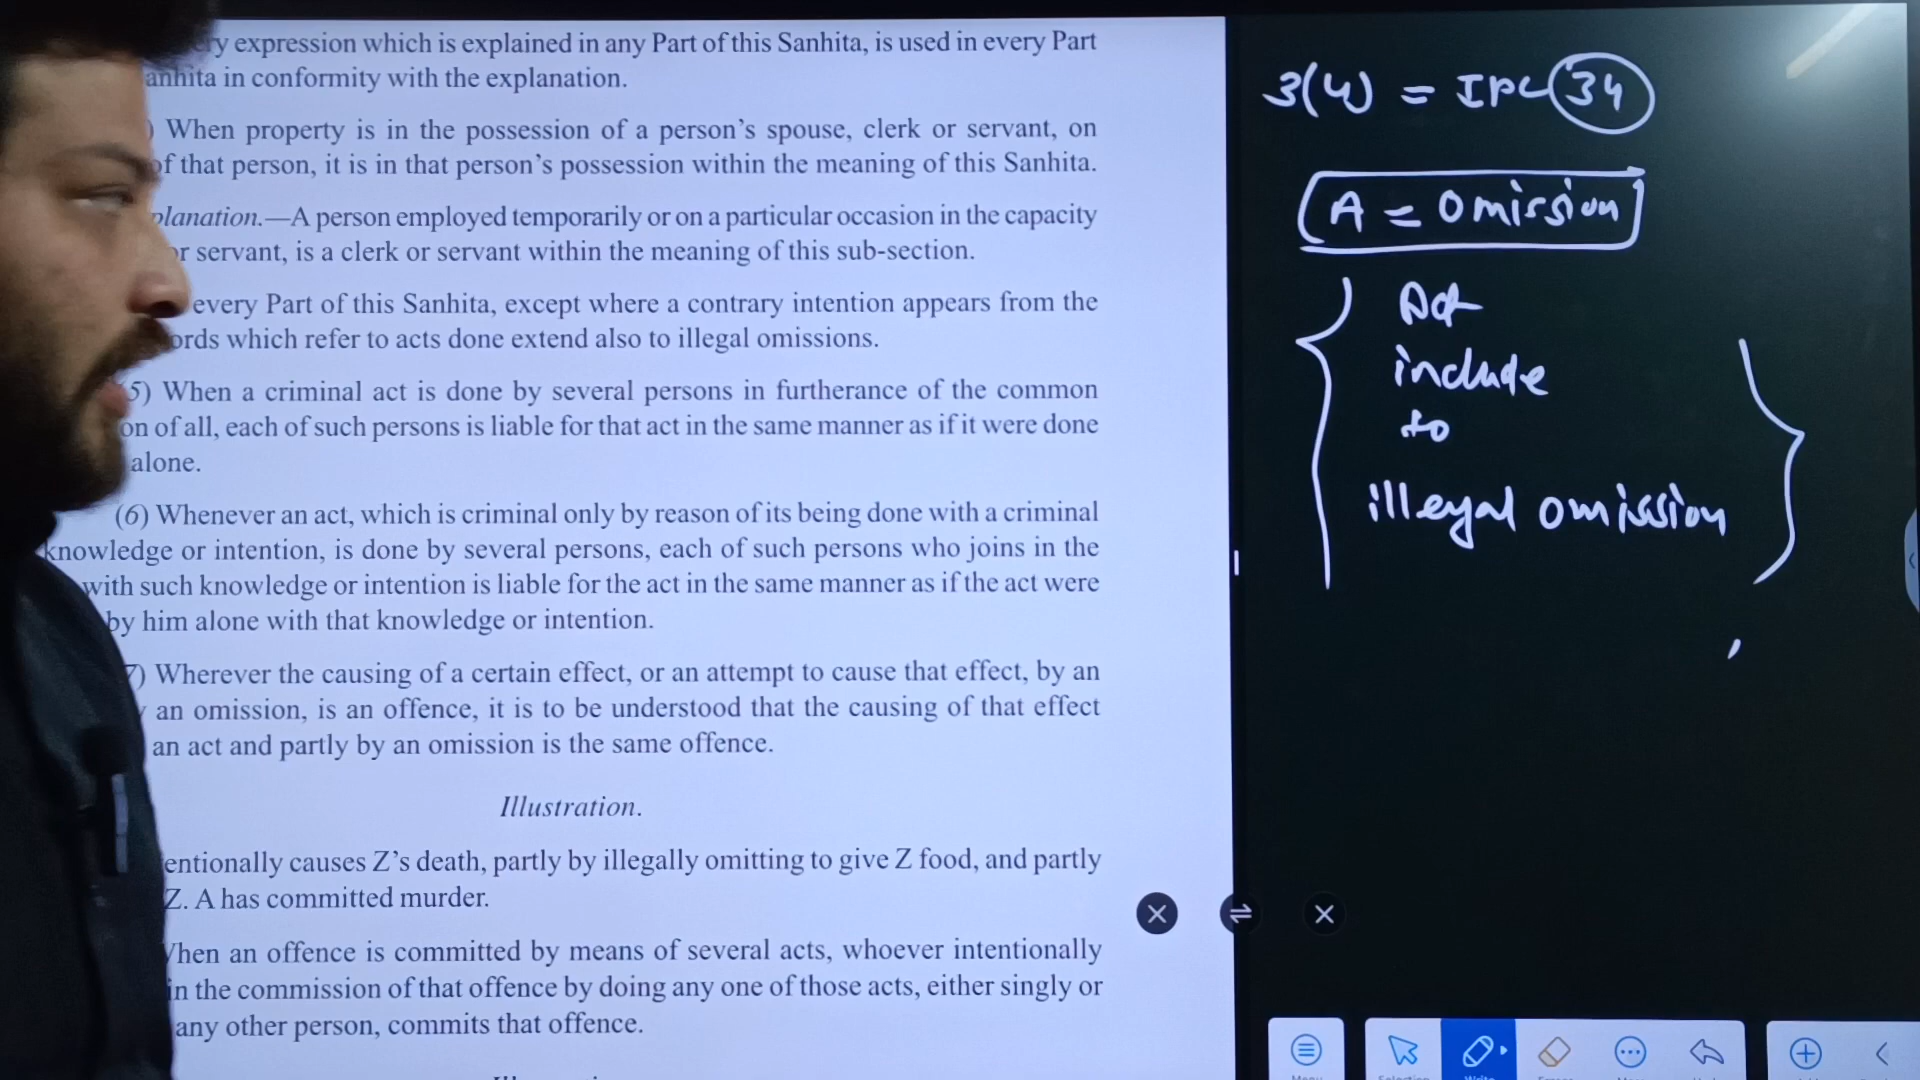 ry expression which is explained in any Part of this Sanhita, is used in every Part
anhita in conformity with the explanation.
) When property is in the possession of a person's spouse, clerk or servant, on
of that person, it is in that person's possession within the meaning of this Sanhita.
planation.—A person employed temporarily or on a particular occasion in the capacity
or servant, is a clerk or servant within the meaning of this sub-section.
every Part of this Sanhita, except where a contrary intention appears from the
ords which refer to acts done extend also to illegal omissions.
5) When a criminal act is done by several persons in furtherance of the common
on of all, each of such persons is liable for that act in the same manner as if it were done
alone.
(6) Whenever an act, which is criminal only by reason of its being done with a criminal
knowledge or intention, is done by several persons, each of such persons who joins in the
with such knowledge or intention is liable for the act in the same manner as if the act were
by him alone with that knowledge or intention.
7) Wherever the causing of a certain effect, or an attempt to cause that effect, by an
an omission, is an offence, it is to be understood that the causing of that effect
an act and partly by an omission is the same offence.
Illustration.
entionally causes Z's death, partly by illegally omitting to give Z food, and partly
Z. A has committed murder.
When an offence is committed by means of several acts, whoever intentionally
in the commission of that offence by doing any one of those acts, either singly or
any other person, commits that offence.
3(4) = IPC 34
A = Omission
Act
include
to
illegal omission